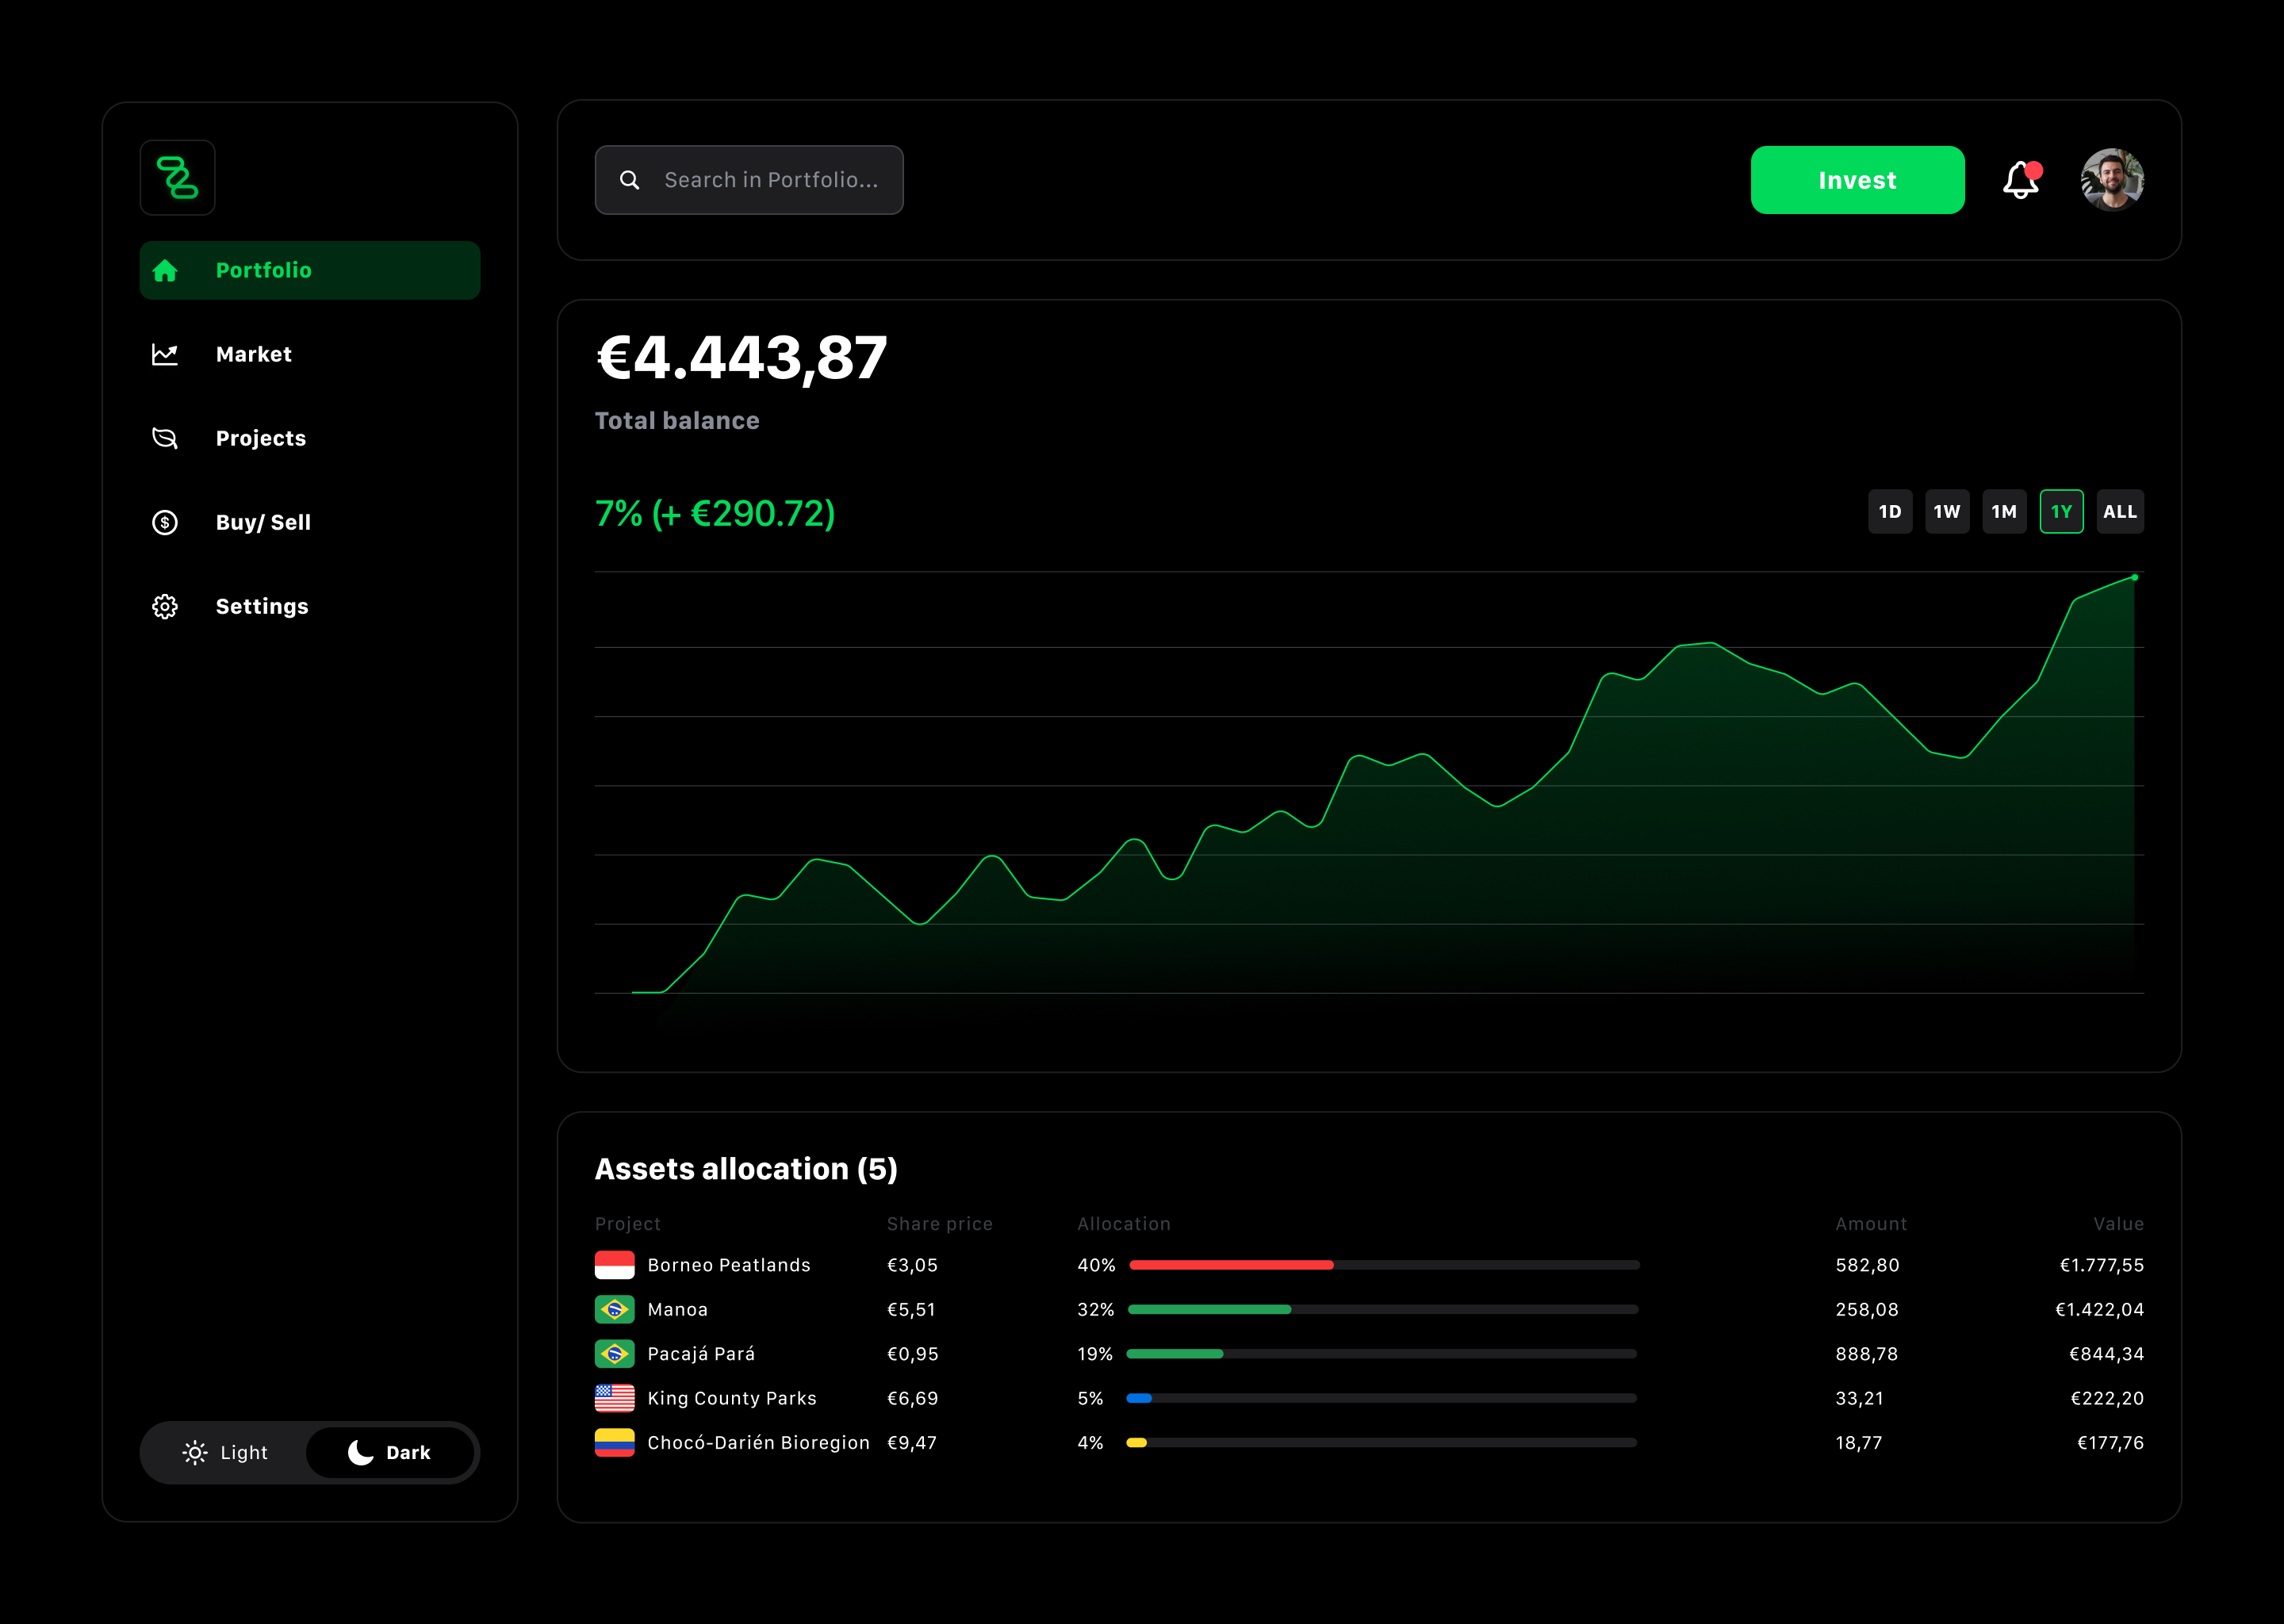 Portfolio
Market
Projects
Buy/ Sell
Settings
Light Dark
Search in Portfolio...
Invest
€4.443,87
Total balance
7% (+ €290.72)
1D 1W 1M 1Y ALL
Assets allocation (5)
Project Share price Allocation Amount Value
Borneo Peatlands €3,05 40% 582,80 €1.777,55
Manoa €5,51 32% 258,08 €1.422,04
Pacajá Pará €0,95 19% 888,78 €844,34
King County Parks €6,69 5% 33,21 €222,20
Chocó-Darién Bioregion €9,47 4% 18,77 €177,76